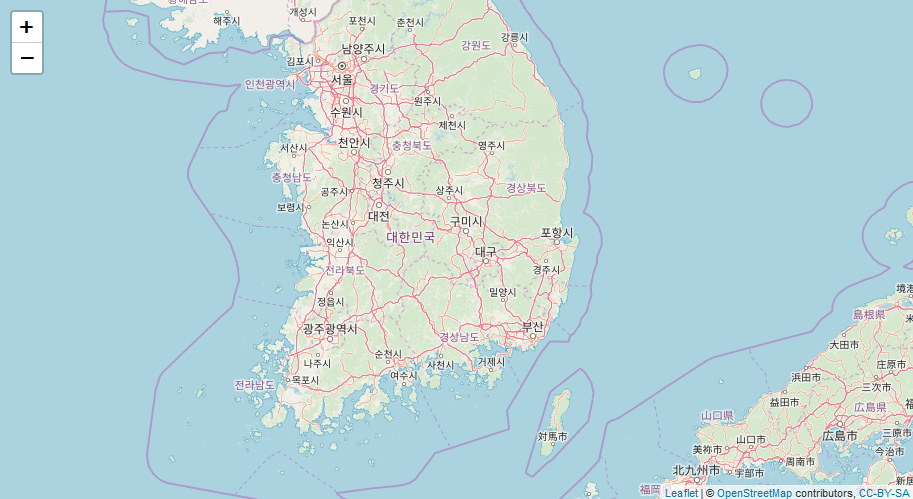 +
−
해주시
개성시
포천시
춘천시
강릉시
강원도
남양주시
김포시
서울
인천광역시
경기도
원주시
수원시
제천시
서산시
천안시
충청북도
영주시
충청남도
청주시
공주시
상주시
경상북도
보령시
대전
논산시
구미시
포항시
익산시
대한민국
대구
전라북도
경주시
정읍시
밀양시
광주광역시
부산
경상남도
나주시
순천시
사천시
거제시
전라남도
목포시
여수시
対馬市
境港
島根県
大田市
浜田市
庄原市
三次市
益田市
広島県
山口県
広島市
三原市
美祢市
山口市
周南市
今治市
北九州市
宇部市
福岡
新居
Leaflet | © OpenStreetMap contributors, CC-BY-SA